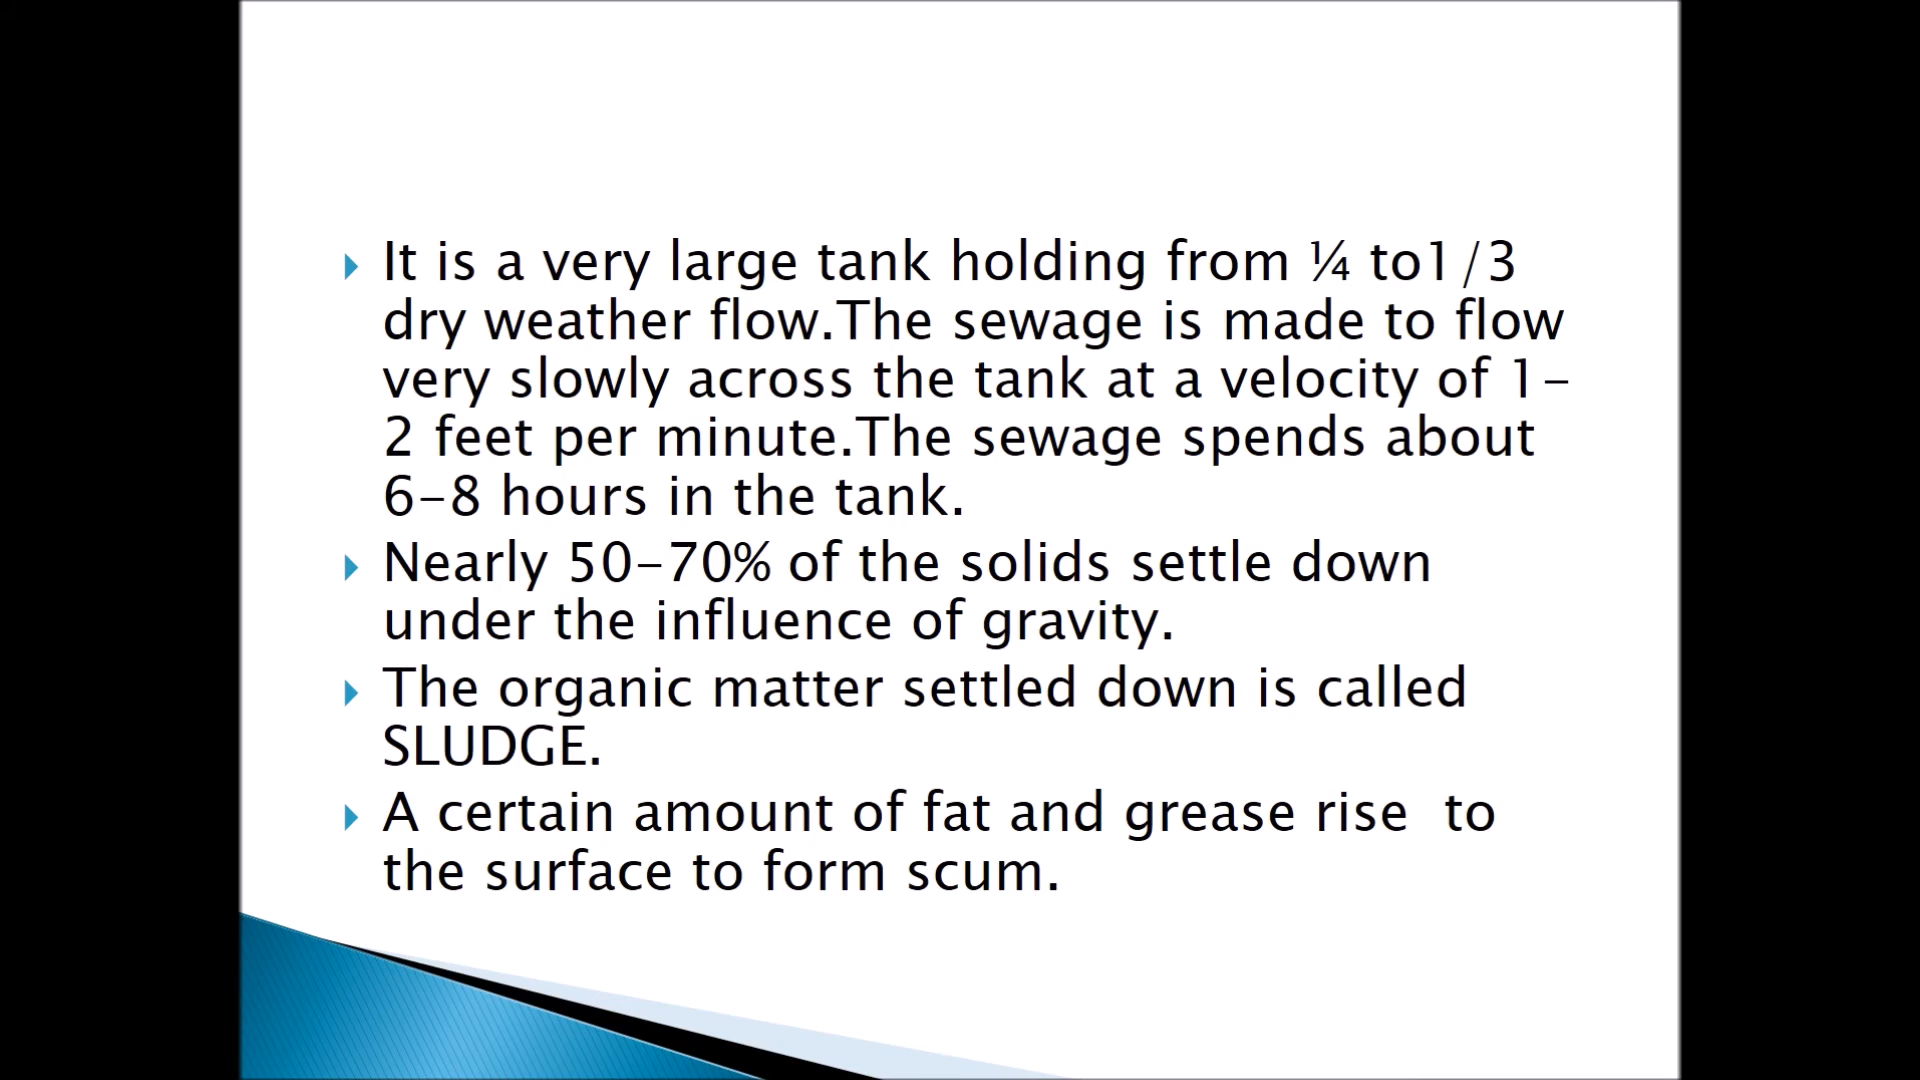 It is a very large tank holding from ¼ to1/3
dry weather flow.The sewage is made to flow
very slowly across the tank at a velocity of 1-
2 feet per minute.The sewage spends about
6-8 hours in the tank.
Nearly 50-70% of the solids settle down
under the influence of gravity.
The organic matter settled down is called
SLUDGE.
A certain amount of fat and grease rise  to
the surface to form scum.